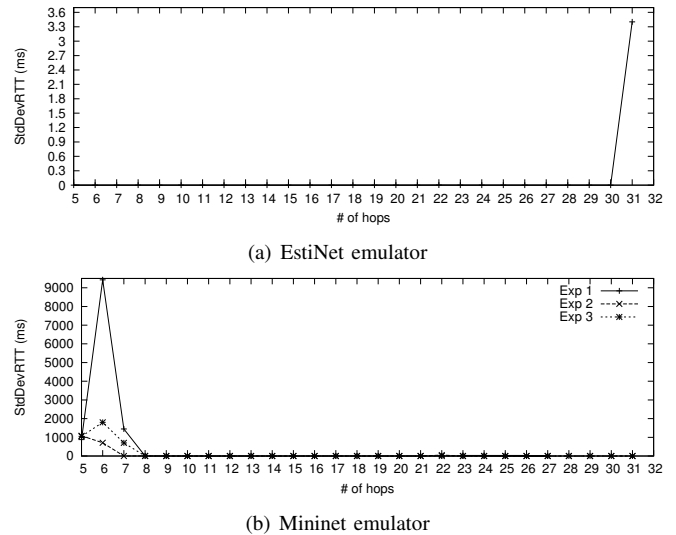 3.6
3.3
3
2.7
2.4
2.1
1.8
1.5
1.2
0.9
0.6
0.3
0
StdDevRTT (ms)
5 6 7 8 9 10 11 12 13 14 15 16 17 18 19 20 21 22 23 24 25 26 27 28 29 30 31 32
# of hops
(a) EstiNet emulator
9000
8000
7000
6000
5000
4000
3000
2000
1000
0
StdDevRTT (ms)
Exp 1
Exp 2
Exp 3
5 6 7 8 9 10 11 12 13 14 15 16 17 18 19 20 21 22 23 24 25 26 27 28 29 30 31 32
# of hops
(b) Mininet emulator